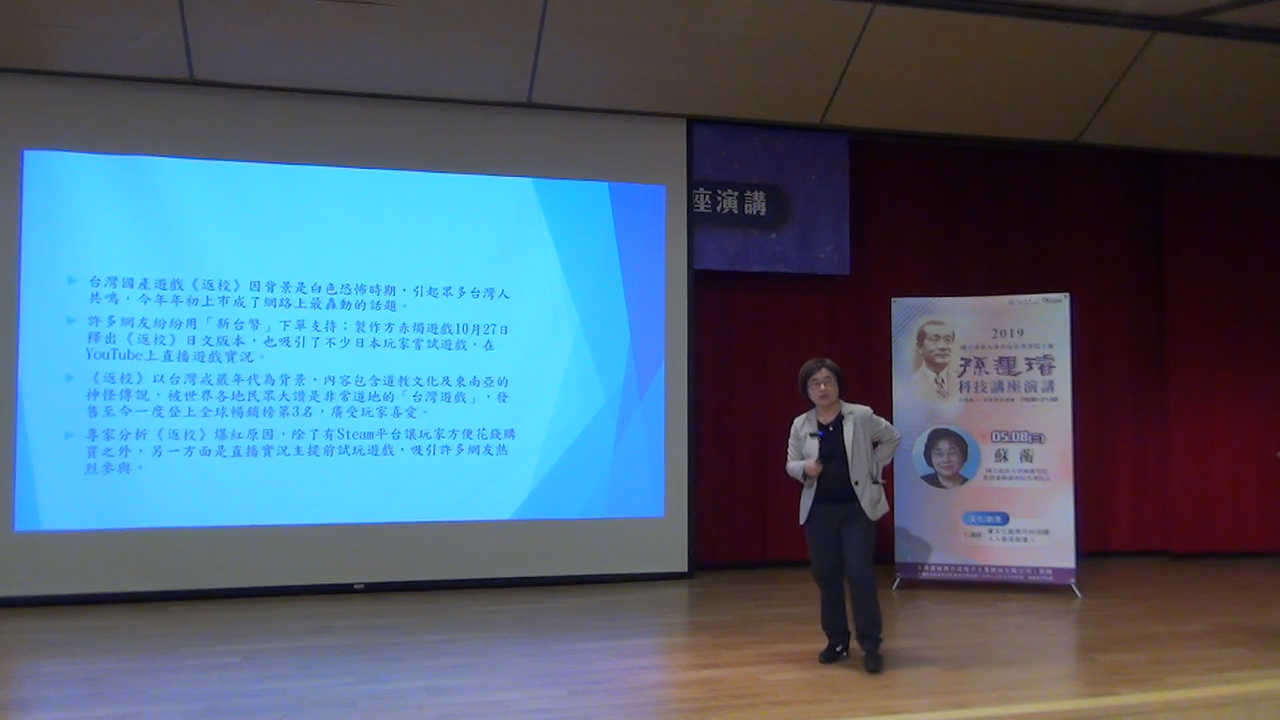 台灣國產遊戲《返校》因背景是白色恐怖時期，引起眾多台灣人
共鳴，今年年初上市成了網路上最轟動的話題。
許多網友紛紛用「新台幣」下單支持；製作方赤燭遊戲10月27日
釋出《返校》日文版本，也吸引了不少日本玩家嘗試遊戲，在
YouTube上直播遊戲實況。
《返校》以台灣戒嚴年代為背景，內容包含道教文化及東南亞的
神怪傳說，被世界各地民眾大讚是非常道地的「台灣遊戲」，發
售至今一度登上全球暢銷榜第3名，廣受玩家喜愛。
專家分析《返校》爆紅原因，除了有Steam平台讓玩家方便花錢購
買之外，另一方面是直播實況主提前試玩遊戲，吸引許多網友熱
烈參與。
座演講
2019
孫運璿
科技講座演講
05.08(三)
蘇蘅